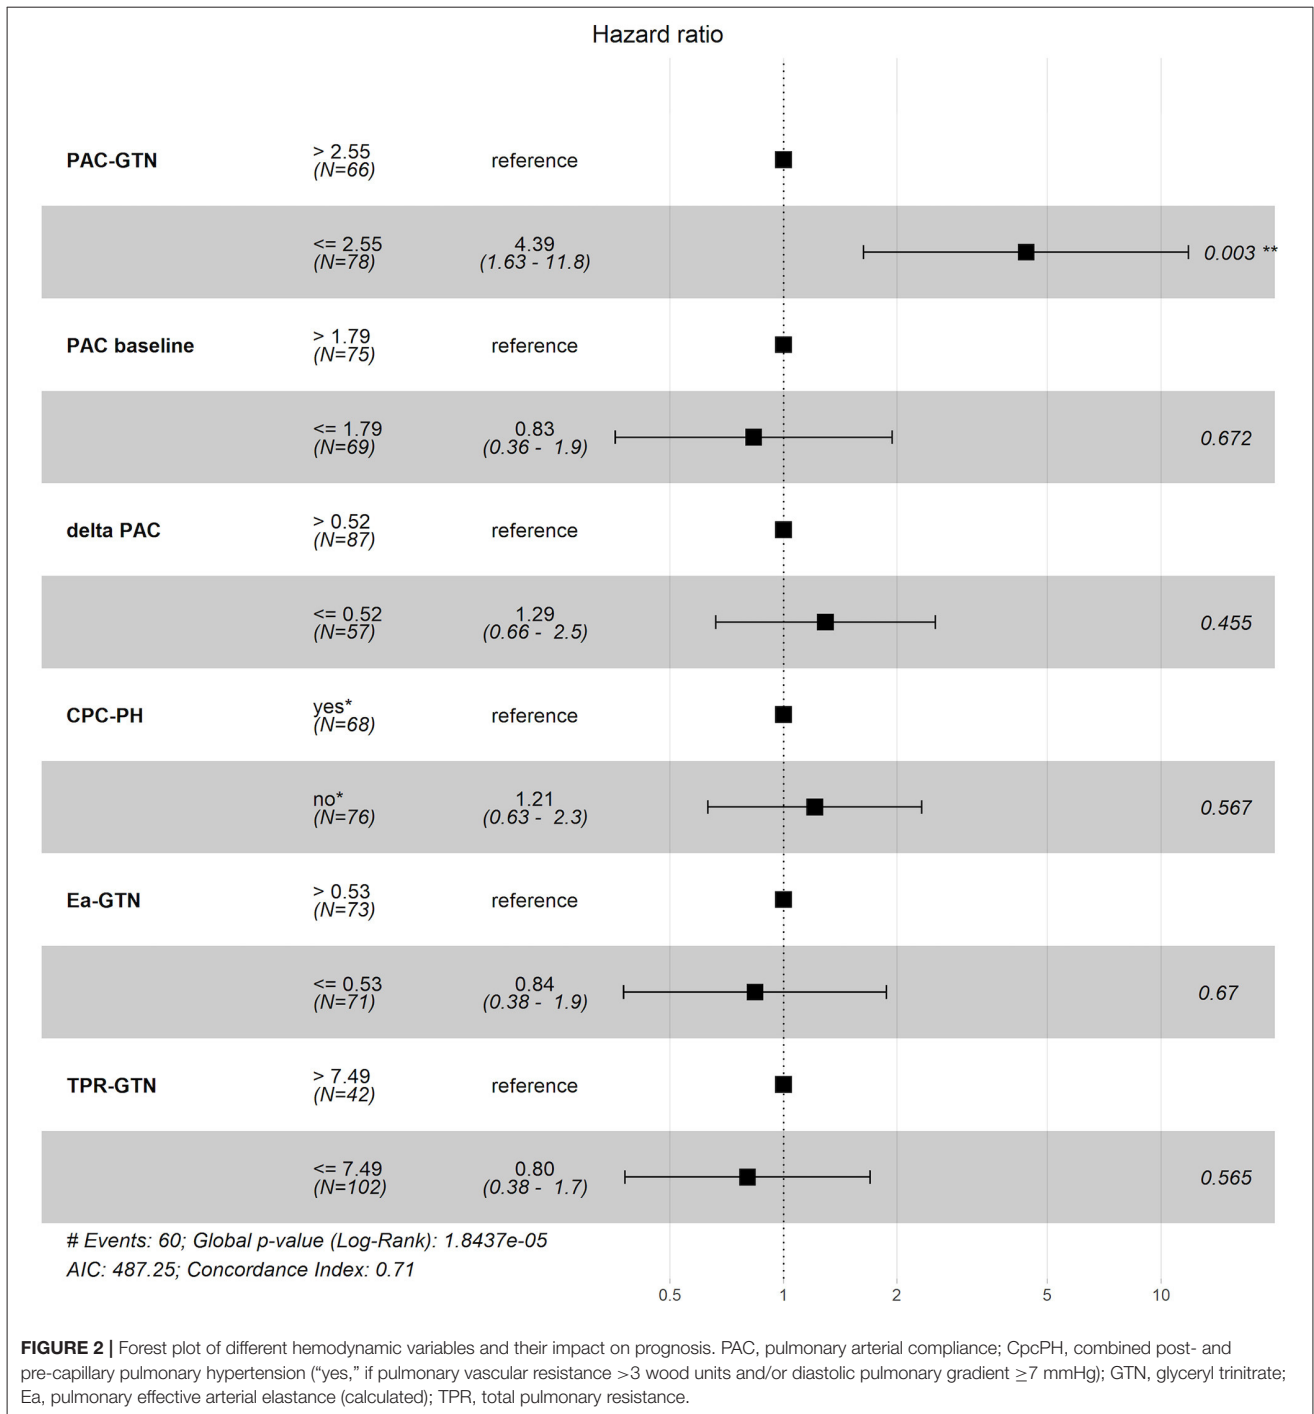 Hazard ratio
PAC-GTN > 2.55 reference
(N=66)
<= 2.55 4.39
(N=78) (1.63 - 11.8) 0.003 **
PAC baseline > 1.79 reference
(N=75)
<= 1.79 0.83
(N=69) (0.36 - 1.9) 0.672
delta PAC > 0.52 reference
(N=87)
<= 0.52 1.29
(N=57) (0.66 - 2.5) 0.455
CPC-PH yes* reference
(N=68)
no* 1.21
(N=76) (0.63 - 2.3) 0.567
Ea-GTN > 0.53 reference
(N=73)
<= 0.53 0.84
(N=71) (0.38 - 1.9) 0.67
TPR-GTN > 7.49 reference
(N=42)
<= 7.49 0.80
(N=102) (0.38 - 1.7) 0.565
# Events: 60; Global p-value (Log-Rank): 1.8437e-05
AIC: 487.25; Concordance Index: 0.71
0.5 1 2 5 10
FIGURE 2 | Forest plot of different hemodynamic variables and their impact on prognosis. PAC, pulmonary arterial compliance; CpcPH, combined post- and
pre-capillary pulmonary hypertension (“yes,” if pulmonary vascular resistance >3 wood units and/or diastolic pulmonary gradient ≥7 mmHg); GTN, glyceryl trinitrate;
Ea, pulmonary effective arterial elastance (calculated); TPR, total pulmonary resistance.